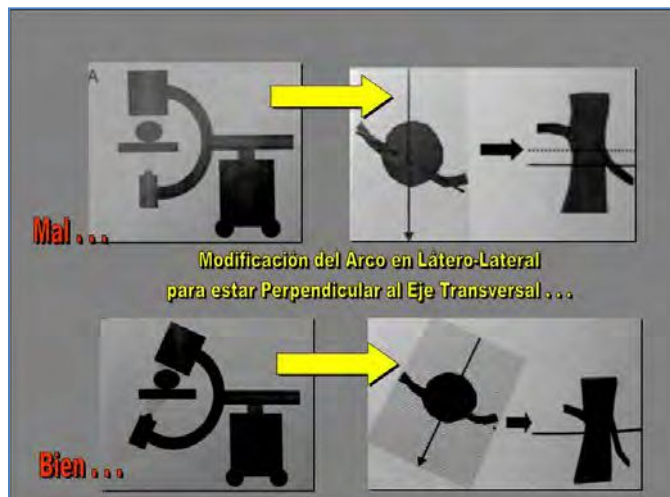 A
Mal . . .
Modificación del Arco en Látero-Lateral
para estar Perpendicular al Eje Transversal . . .
Bien . . .